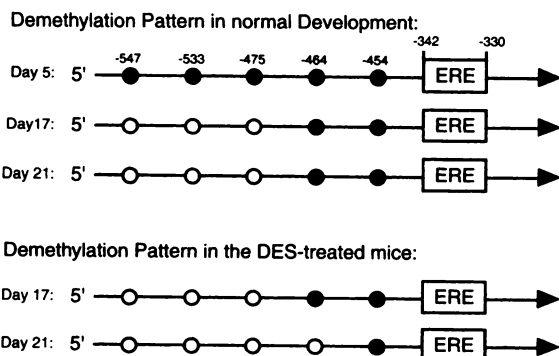 Demethylation Pattern in normal Development:
-547 -533 -475 -464 -454 -342 -330
Day 5: 5' ERE
Day17: 5' ERE
Day 21: 5' ERE
Demethylation Pattern in the DES-treated mice:
Day 17: 5' ERE
Day 21: 5' ERE